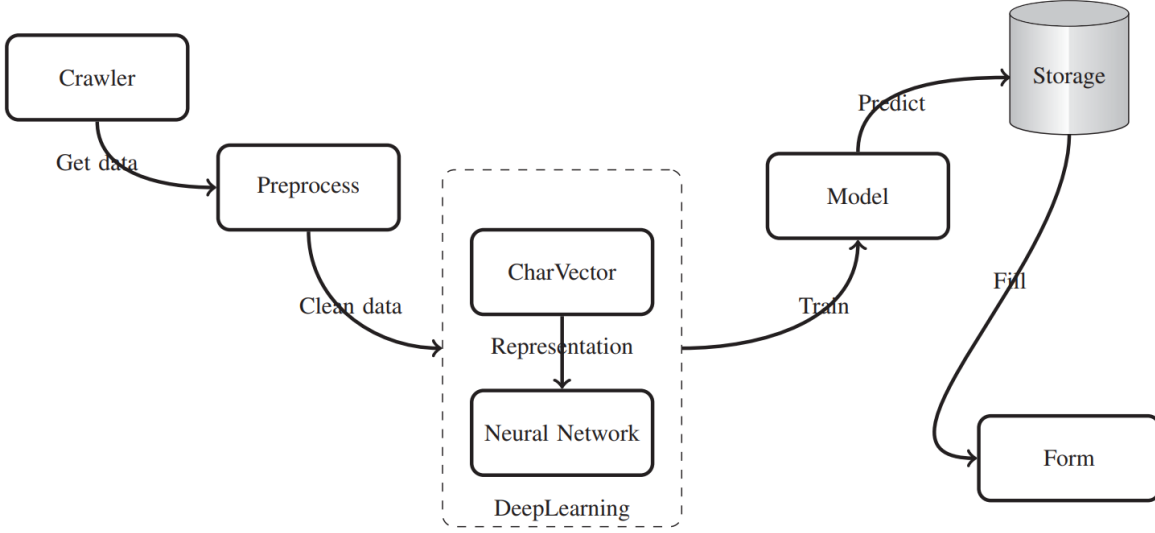 Crawler
Get data
Preprocess
Clean data
CharVector
Representation
Neural Network
DeepLearning
Train
Model
Predict
Storage
Fill
Form